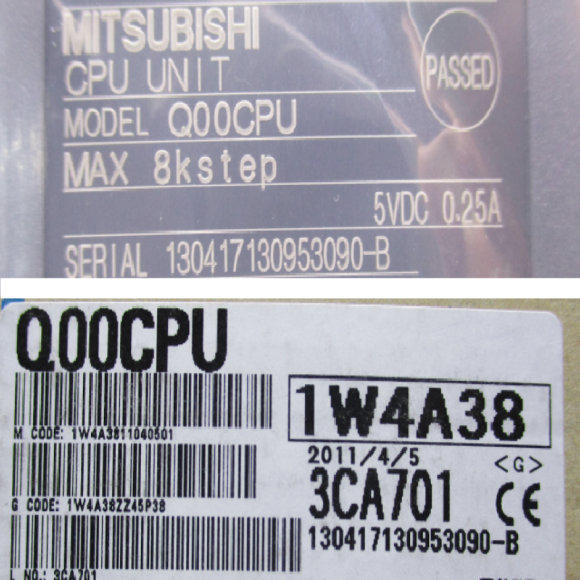 MITSUBISHI
CPU UNIT
PASSED
MODEL Q00CPU
MAX 8kstep
5VDC 0.25A
SERIAL 130417130953090-B
Q00CPU
1W4A38
M CODE: 1W4A3811040501
2011/4/5
<G>
G CODE: 1W4A38ZZ45P38
3CA701 CE
130417130953090-B
L NO.: 3CA701